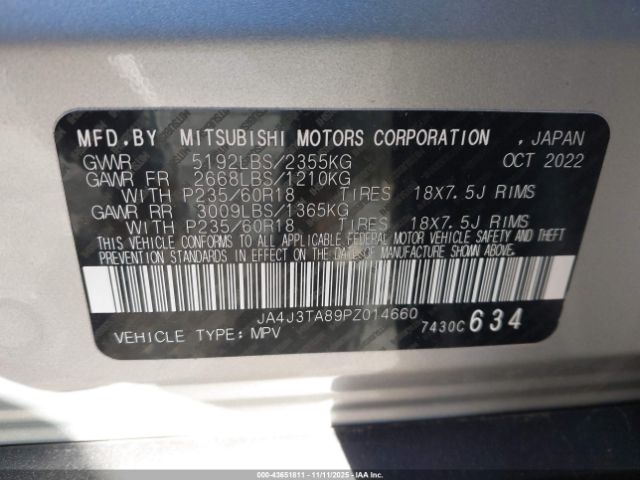 MFD.BY MITSUBISHI MOTORS CORPORATION , JAPAN
GVWR 5192LBS/2355KG OCT 2022
GAWR FR 2668LBS/1210KG
WITH P235/60R18 TIRES 18X7.5J RIMS
GAWR RR 3009LBS/1365KG
WITH P235/60R18 TIRES 18X7.5J RIMS
THIS VEHICLE CONFORMS TO ALL APPLICABLE FEDERAL MOTOR VEHICLE SAFETY AND THEFT
PREVENTION STANDARDS IN EFFECT ON THE DATE OF MANUFACTURE SHOWN ABOVE.
JA4J3TA89PZ014660
VEHICLE TYPE: MPV 7430C 634
000-43651811 - 11/11/2025 - IAA Inc.